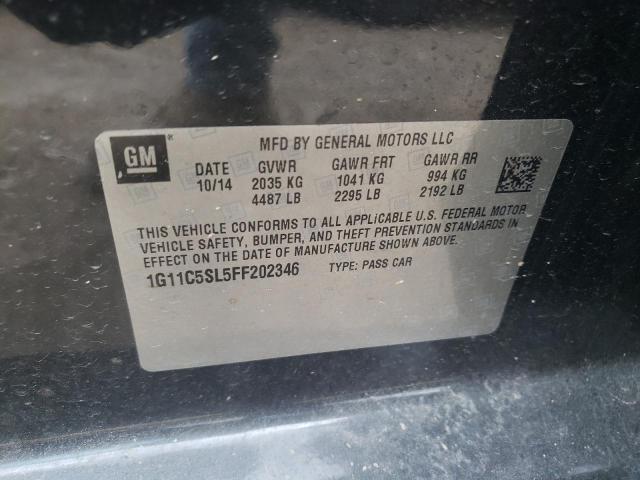 GM
MFD BY GENERAL MOTORS LLC
DATE GVWR GAWR FRT GAWR RR
10/14 2035 KG 1041 KG 994 KG
4487 LB 2295 LB 2192 LB
THIS VEHICLE CONFORMS TO ALL APPLICABLE U.S. FEDERAL MOTOR
VEHICLE SAFETY, BUMPER, AND THEFT PREVENTION STANDARDS IN
EFFECT ON THE DATE OF MANUFACTURE SHOWN ABOVE.
1G11C5SL5FF202346 TYPE: PASS CAR